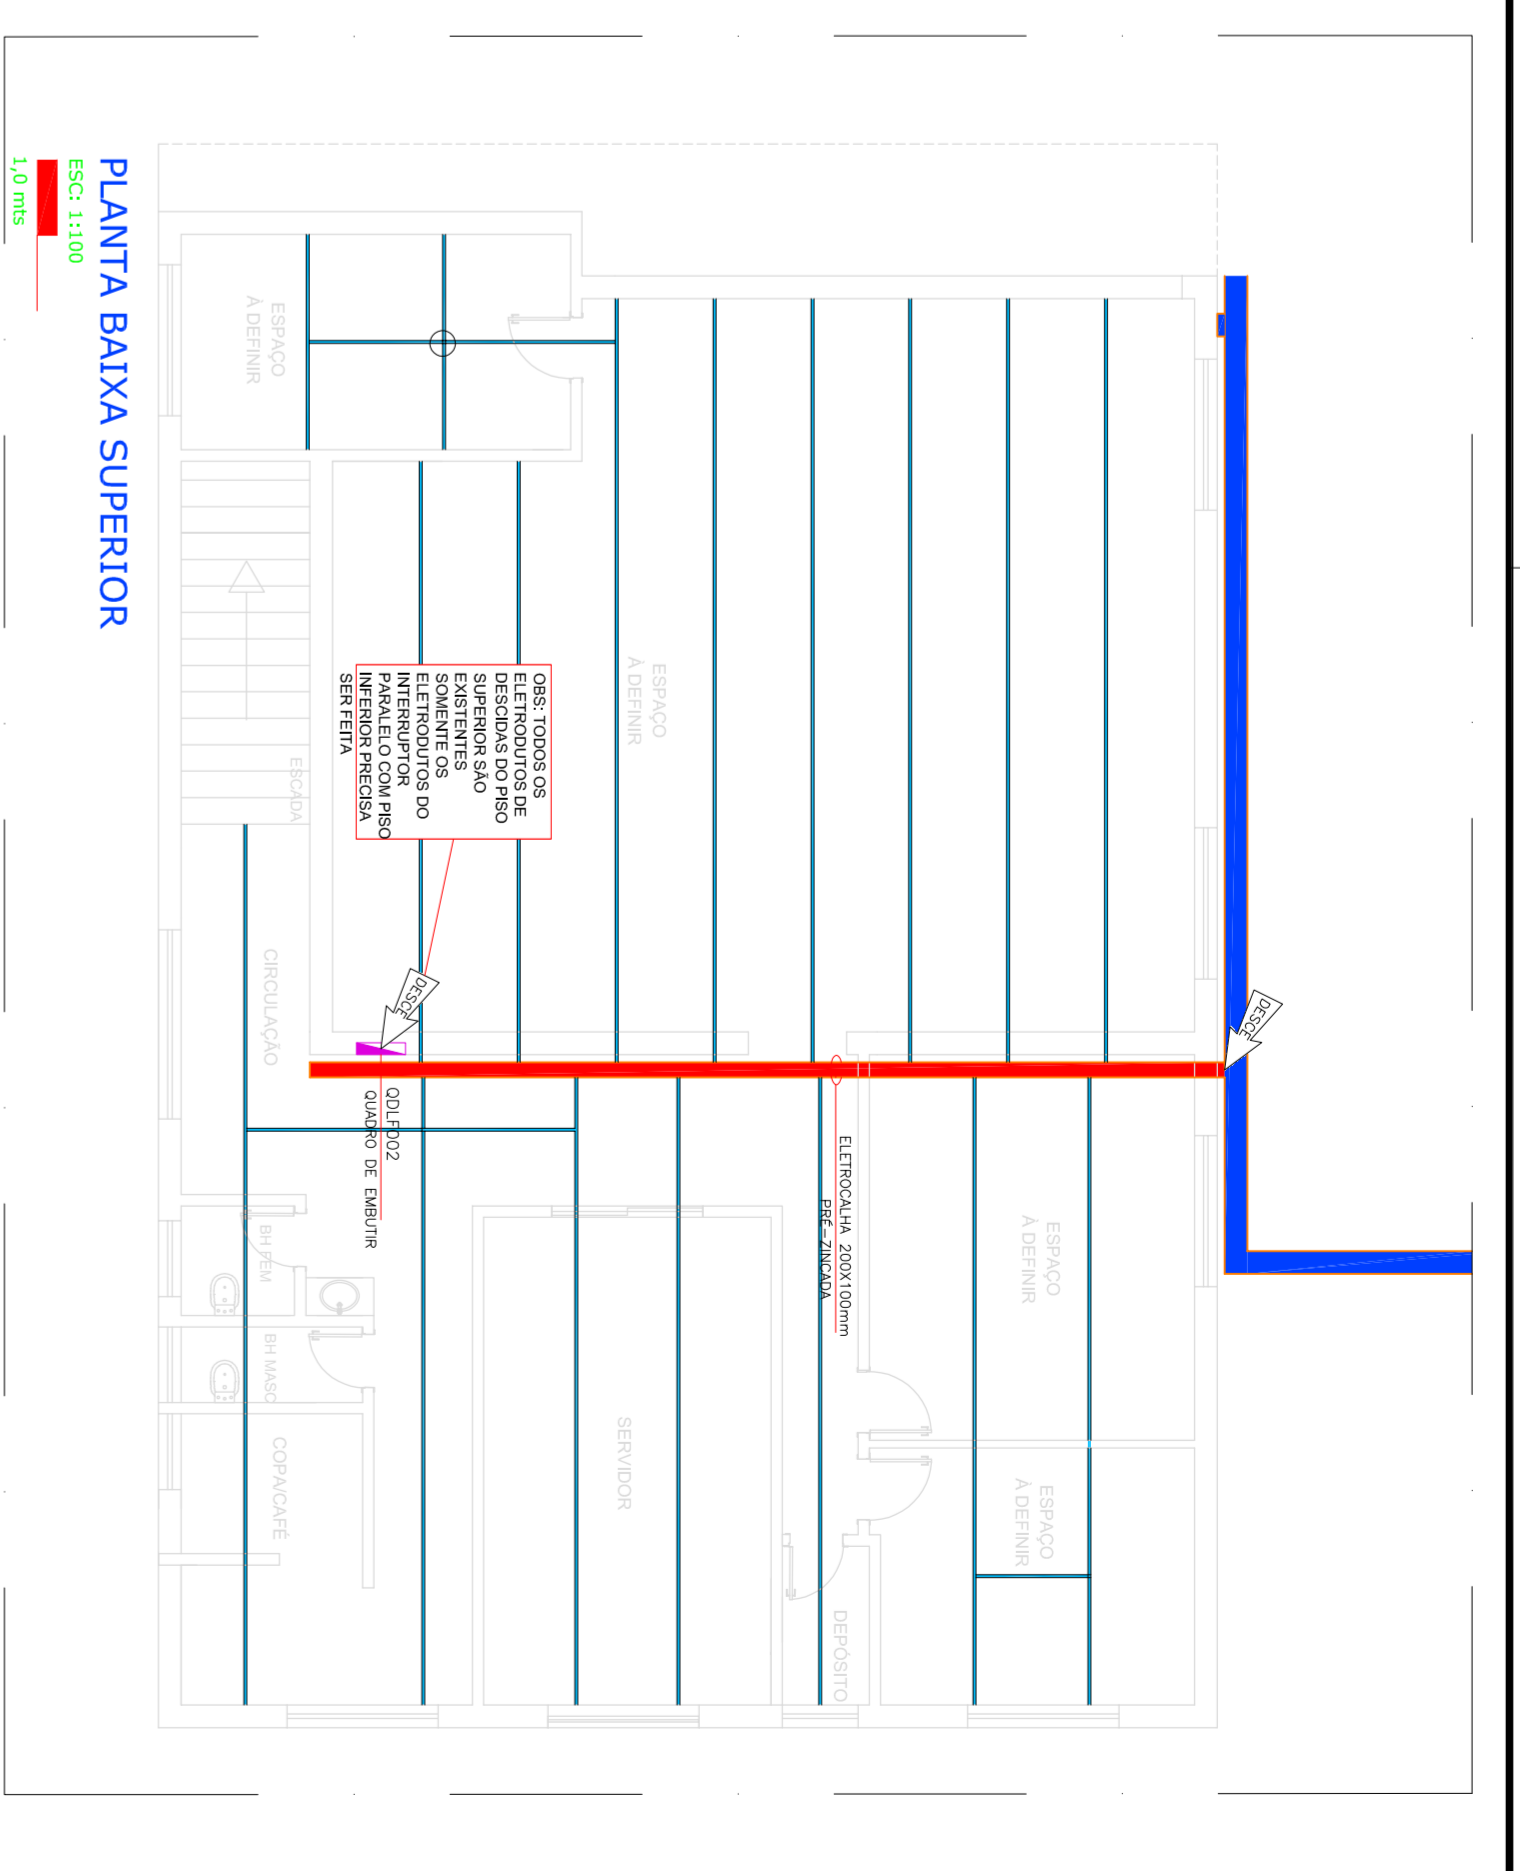 PLANTA BAIXA SUPERIOR
ESC: 1:100
1,0 mts
ESPAÇO
À DEFINIR
ESCADA
CIRCULAÇÃO
ESPAÇO
À DEFINIR
OBS: TODOS OS
ELETRODUTOS DE
DESCIDAS DO PISO
SUPERIOR SÃO
EXISTENTES
SOMENTE OS
ELETRODUTOS DO
INTERRUPTOR
PARALELO COM PISO
INFERIOR PRECISA
SER FEITA
DESCE
DESCE
QDLF002
QUADRO DE EMBUTIR
ELETROCALHA 200X100mm
PRÉ-ZINCADA
BH FEM
BH MASC
COPA/CAFÉ
SERVIDOR
DEPÓSITO
ESPAÇO
À DEFINIR
ESPAÇO
À DEFINIR